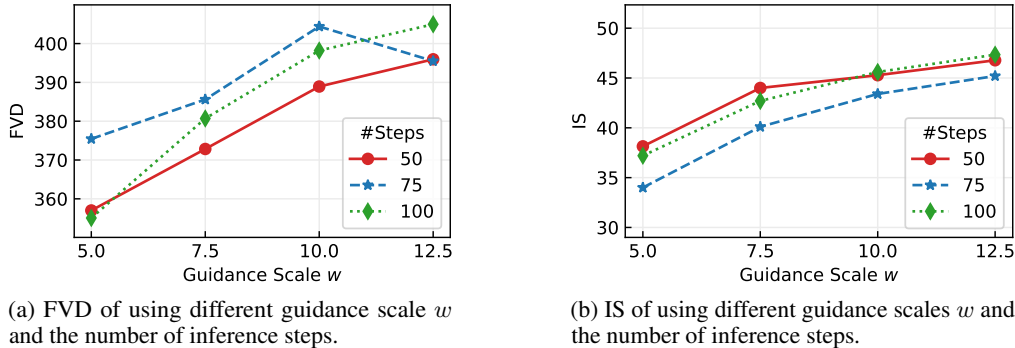 400
390
380
370
360
FVD
5.0 7.5 10.0 12.5
Guidance Scale w
#Steps
50
75
100
(a) FVD of using different guidance scale w
and the number of inference steps.
50
45
40
35
30
IS
5.0 7.5 10.0 12.5
Guidance Scale w
#Steps
50
75
100
(b) IS of using different guidance scales w and
the number of inference steps.